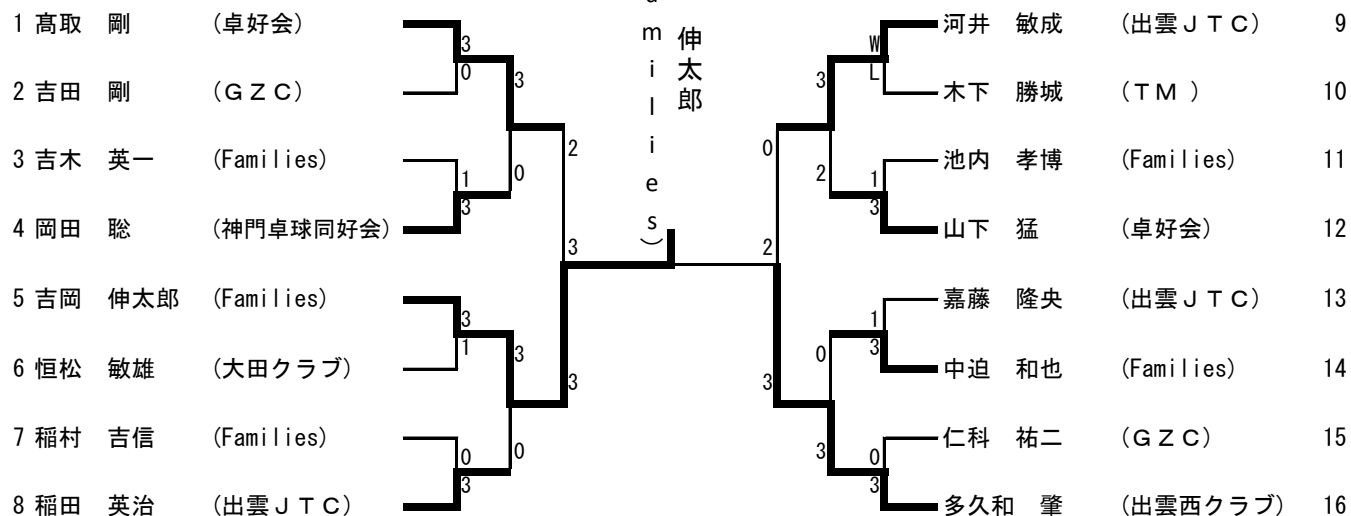 1 髙取 剛 (卓好会)
3
0
2 吉田 剛 (GZC)
3
3 吉木 英一 (Families)
1
3
4 岡田 聡 (神門卓球同好会)
0
2
5 吉岡 伸太郎 (Families)
3
1
6 恒松 敏雄 (大田クラブ)
3
7 稲村 吉信 (Families)
0
3
8 稲田 英治 (出雲JTC)
0
3
3
milies)
伸太郎
2
河井 敏成 (出雲JTC) 9
W
L
木下 勝城 (TM ) 10
3
池内 孝博 (Families) 11
1
3
山下 猛 (卓好会) 12
2
0
嘉藤 隆央 (出雲JTC) 13
1
3
中迫 和也 (Families) 14
0
仁科 祐二 (GZC) 15
0
3
多久和 肇 (出雲西クラブ) 16
3
3